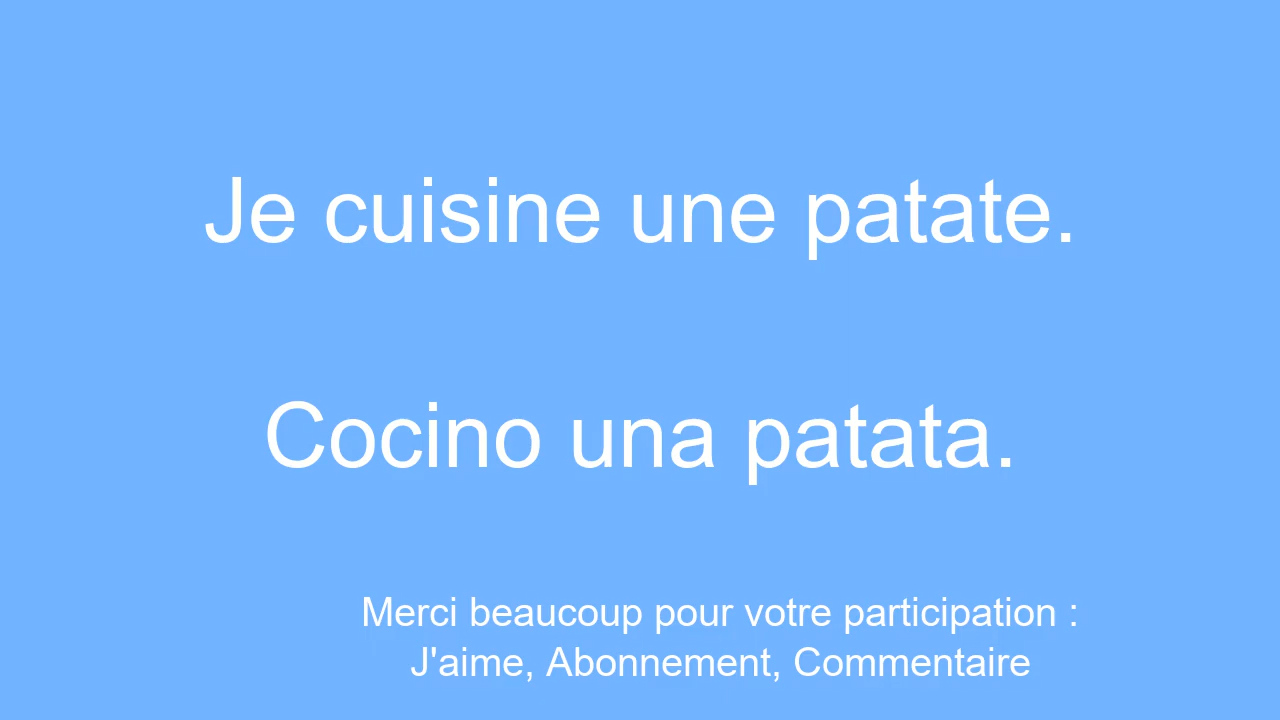 Je cuisine une patate.
Cocino una patata.
Merci beaucoup pour votre participation :
J'aime, Abonnement, Commentaire